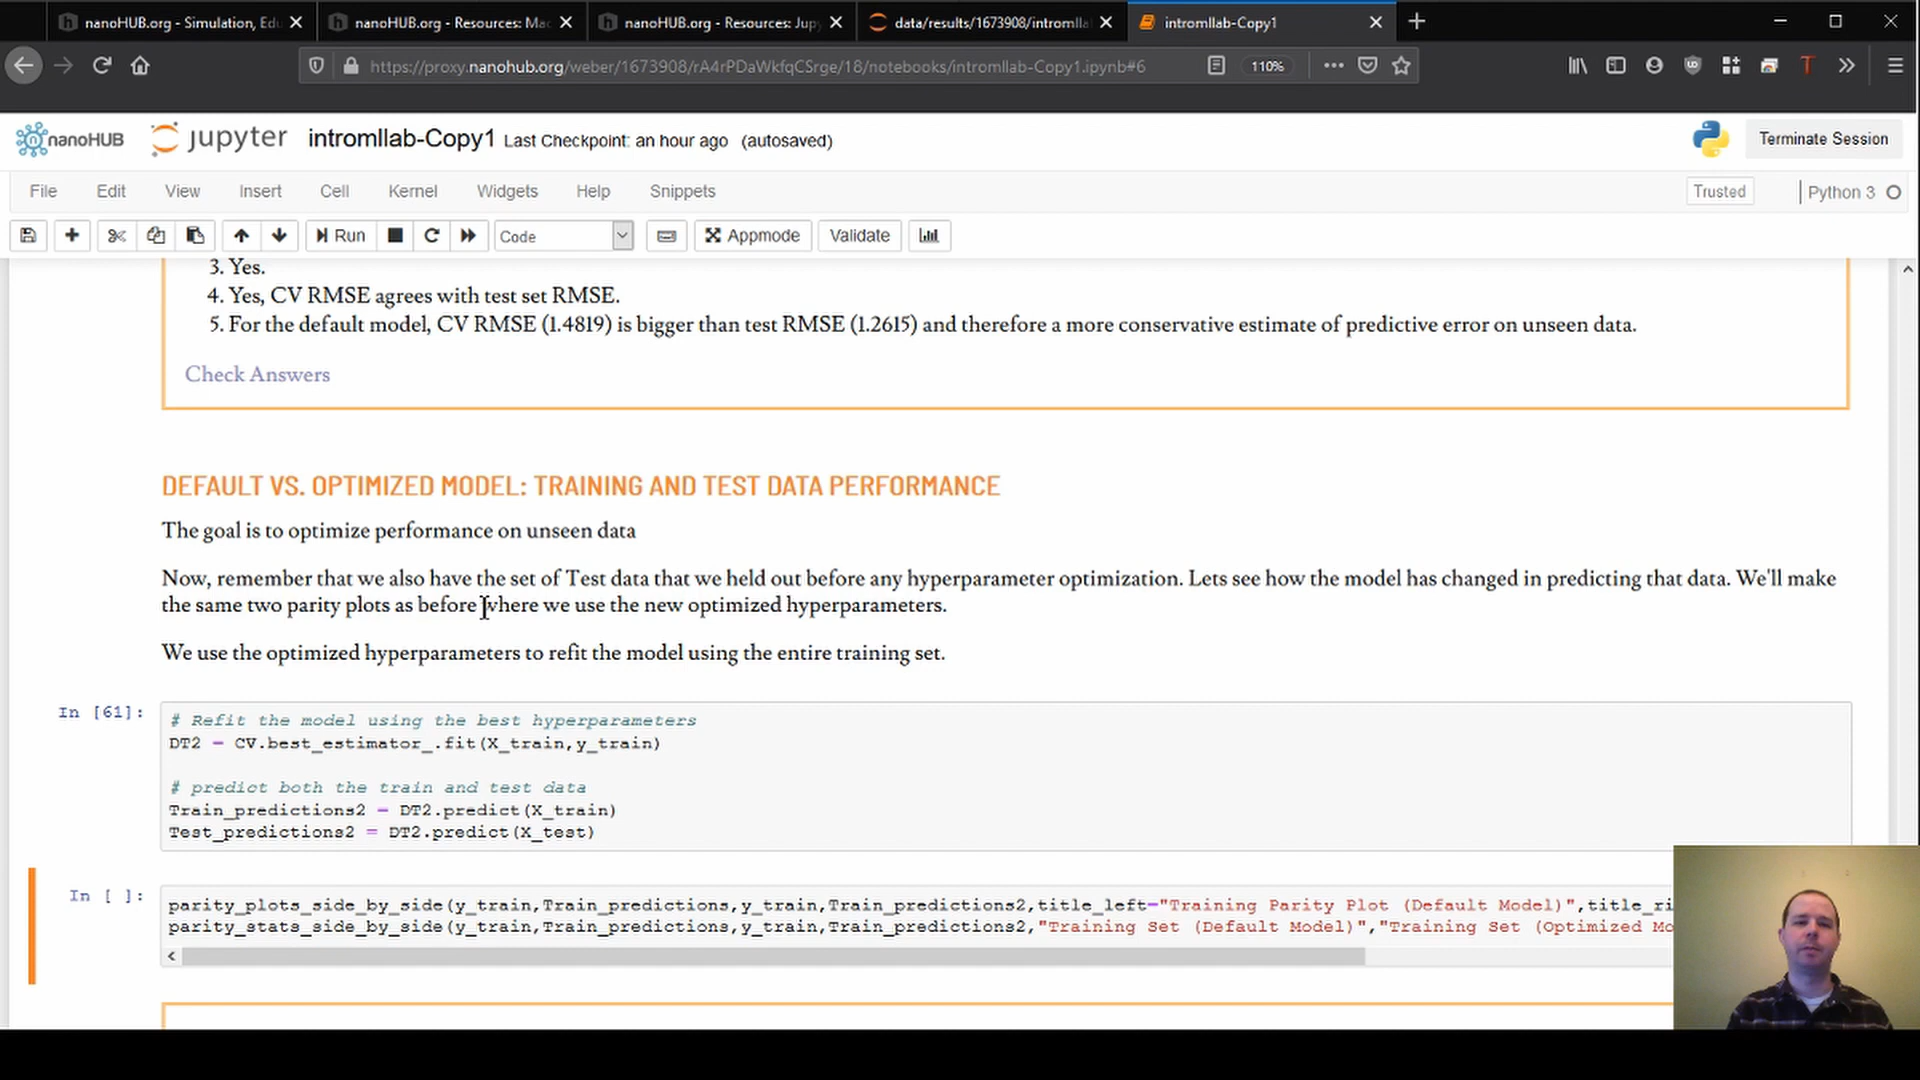 nanoHUB.org - Simulation, Edu
nanoHUB.org - Resources: Mac
nanoHUB.org - Resources: Jupy
data/results/1673908/intromllab
intromllab-Copy1
https://proxy.nanohub.org/weber/1673908/rA4rPDaWkfqCSrge/18/notebooks/intromllab-Copy1.ipynb#6
110%
nanoHUB
jupyter
intromllab-Copy1 Last Checkpoint: an hour ago (autosaved)
Terminate Session
File Edit View Insert Cell Kernel Widgets Help Snippets
Trusted
Python 3
Run
Code
Appmode
Validate
3. Yes.
4. Yes, CV RMSE agrees with test set RMSE.
5. For the default model, CV RMSE (1.4819) is bigger than test RMSE (1.2615) and therefore a more conservative estimate of predictive error on unseen data.
Check Answers
DEFAULT VS. OPTIMIZED MODEL: TRAINING AND TEST DATA PERFORMANCE
The goal is to optimize performance on unseen data
Now, remember that we also have the set of Test data that we held out before any hyperparameter optimization. Lets see how the model has changed in predicting that data. We'll make
the same two parity plots as before where we use the new optimized hyperparameters.
We use the optimized hyperparameters to refit the model using the entire training set.
In [61]:
# Refit the model using the best hyperparameters
DT2 = CV.best_estimator_.fit(X_train,y_train)
# predict both the train and test data
Train_predictions2 = DT2.predict(X_train)
Test_predictions2 = DT2.predict(X_test)
In [ ]:
parity_plots_side_by_side(y_train,Train_predictions,y_train,Train_predictions2,title_left="Training Parity Plot (Default Model)",title_ri
parity_stats_side_by_side(y_train,Train_predictions,y_train,Train_predictions2,"Training Set (Default Model)","Training Set (Optimized Mo